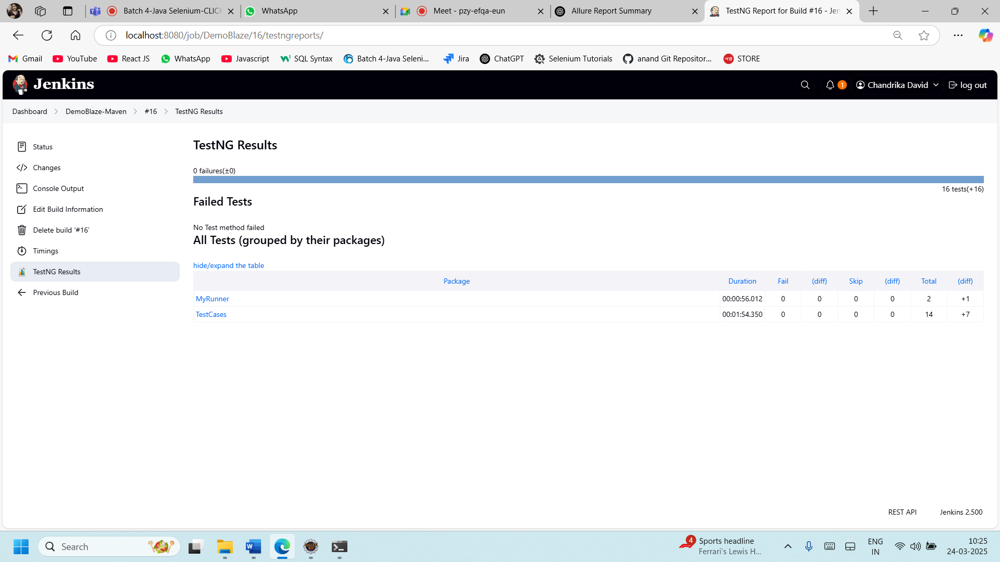 Batch 4-Java Selenium-CLICK
WhatsApp
Meet - pzy-efqa-eun
Allure Report Summary
TestNG Report for Build #16 - Jen
localhost:8080/job/DemoBlaze/16/testngreports/
Gmail
YouTube
React JS
WhatsApp
Javascript
SQL Syntax
Batch 4-Java Seleni...
Jira
ChatGPT
Selenium Tutorials
anand Git Repositor...
STORE
Jenkins
1
Chandrika David
log out
Dashboard
DemoBlaze-Maven
#16
TestNG Results
Status
Changes
Console Output
Edit Build Information
Delete build ‘#16’
Timings
TestNG Results
Previous Build
TestNG Results
0 failures(±0)
16 tests(+16)
Failed Tests
No Test method failed
All Tests (grouped by their packages)
hide/expand the table
Package Duration Fail (diff) Skip (diff) Total (diff)
MyRunner 00:00:56.012 0 0 0 0 2 +1
TestCases 00:01:54.350 0 0 0 0 14 +7
REST API
Jenkins 2.500
Search
4
Sports headline
Ferrari's Lewis H...
ENG
IN
10:25
24-03-2025